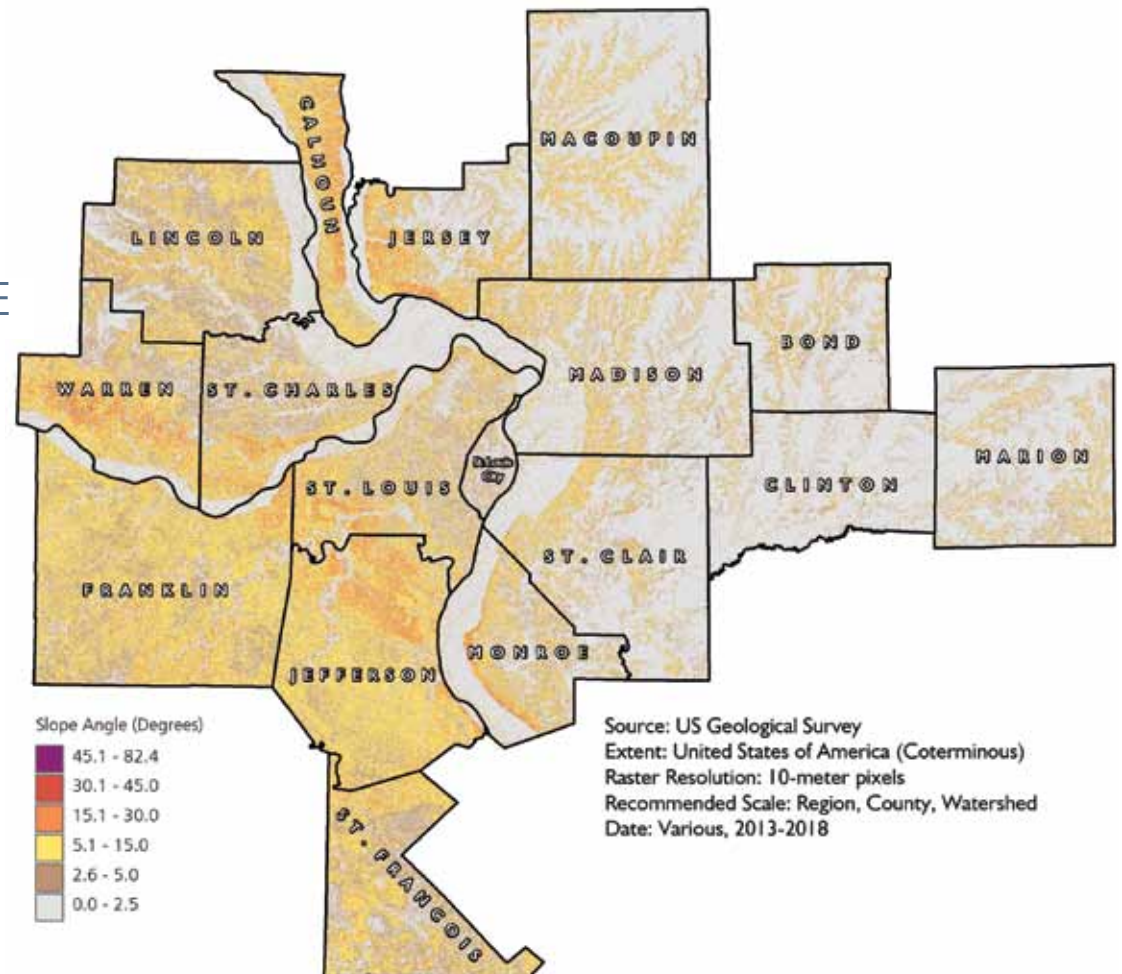 CALHOUN
MACOUPIN
LINCOLN
JERSEY
BOND
WARREN
ST. CHARLES
MADISON
MARION
St. Louis
City
ST. LOUIS
CLINTON
ST. CLAIR
FRANKLIN
MONROE
JEFFERSON
ST. FRANCOIS
Slope Angle (Degrees)
45.1 - 82.4
30.1 - 45.0
15.1 - 30.0
5.1 - 15.0
2.6 - 5.0
0.0 - 2.5
Source: US Geological Survey
Extent: United States of America (Coterminous)
Raster Resolution: 10-meter pixels
Recommended Scale: Region, County, Watershed
Date: Various, 2013-2018